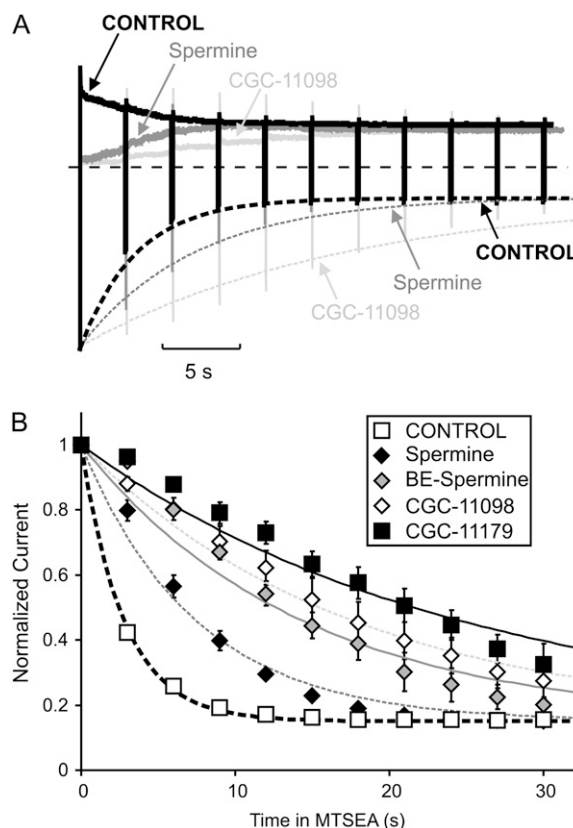 A
CONTROL
Spermine
CGC-11098
CONTROL
Spermine
CGC-11098
5 s
B
CONTROL
Spermine
BE-Spermine
CGC-11098
CGC-11179
Normalized Current
1
0.8
0.6
0.4
0.2
0
0 10 20 30
Time in MTSEA (s)